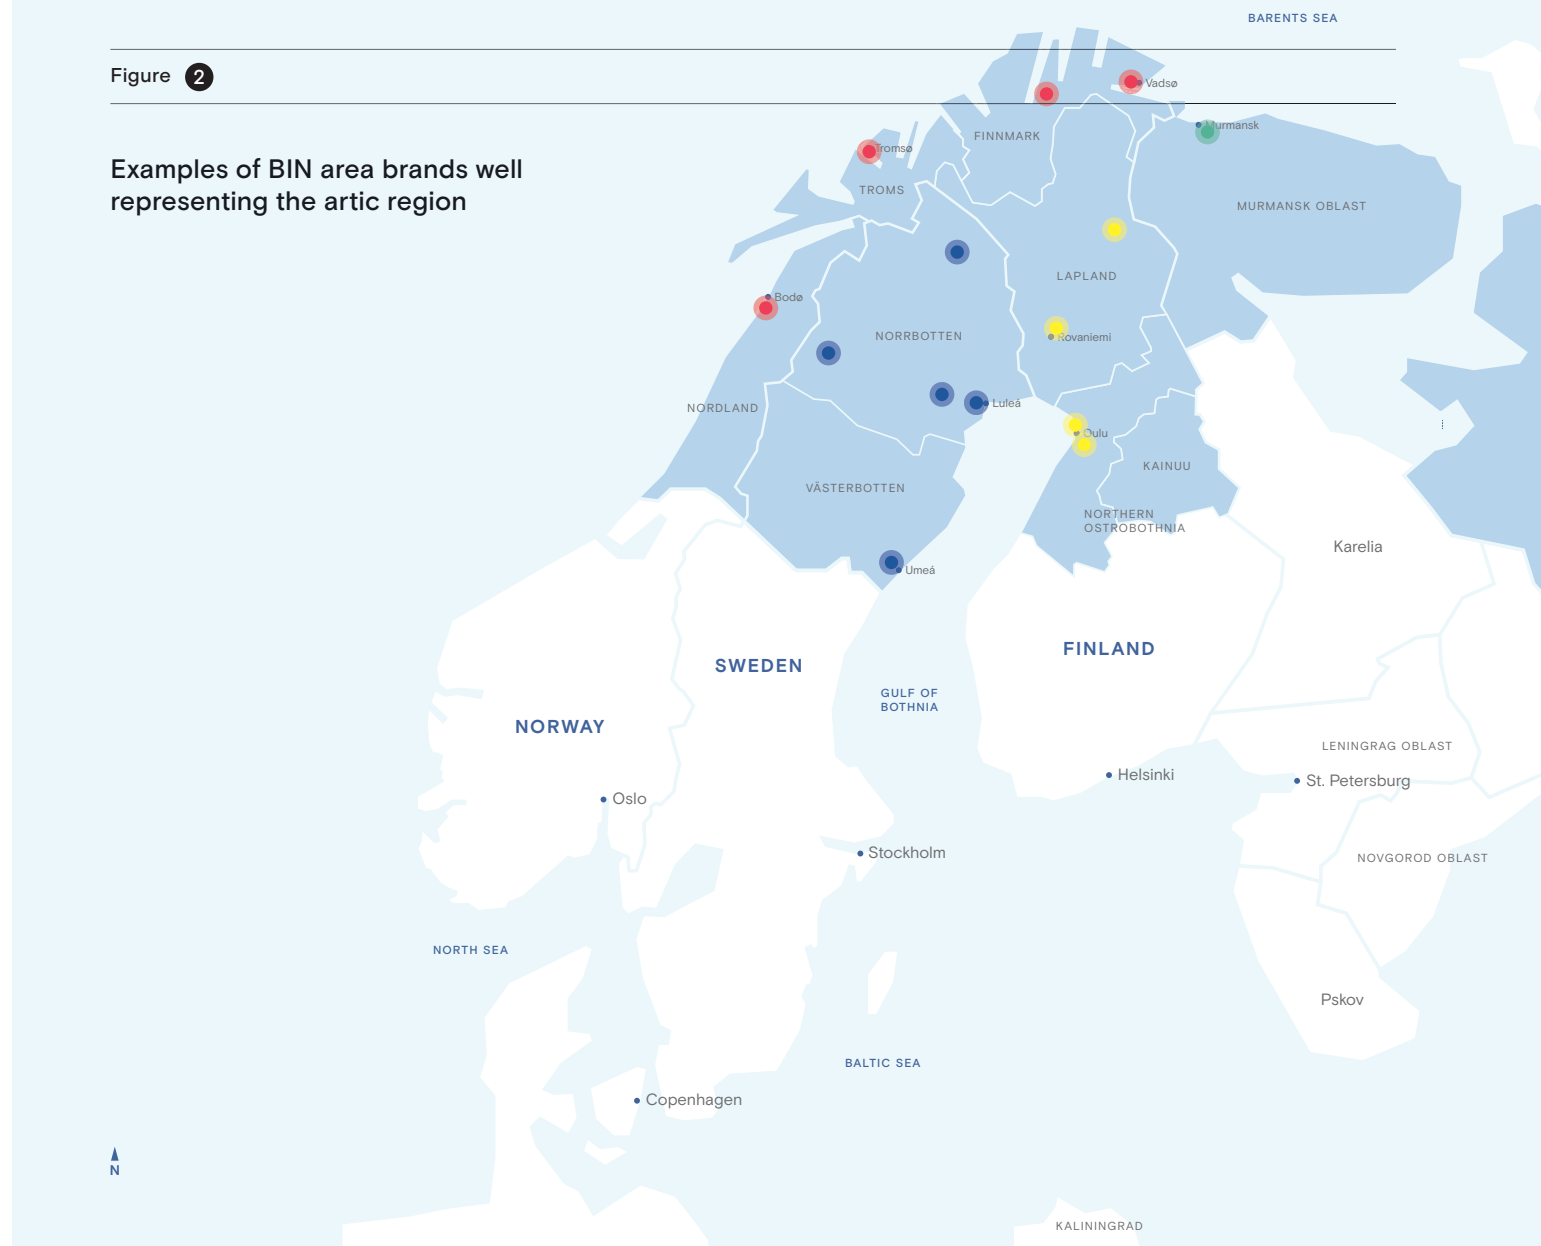 BARENTS SEA
Figure 2
Vadsø
Murmansk
FINNMARK
Tromsø
Examples of BIN area brands well
representing the artic region
TROMS
MURMANSK OBLAST
LAPLAND
Bodø
NORRBOTTEN
Rovaniemi
NORDLAND
Luleå
Oulu
KAINUU
VÄSTERBOTTEN
NORTHERN
OSTROBOTHNIA
Karelia
Umeå
FINLAND
SWEDEN
GULF OF
BOTHNIA
NORWAY
LENINGRAG OBLAST
Helsinki
St. Petersburg
Oslo
Stockholm
NOVGOROD OBLAST
NORTH SEA
Pskov
BALTIC SEA
Copenhagen
N
KALININGRAD